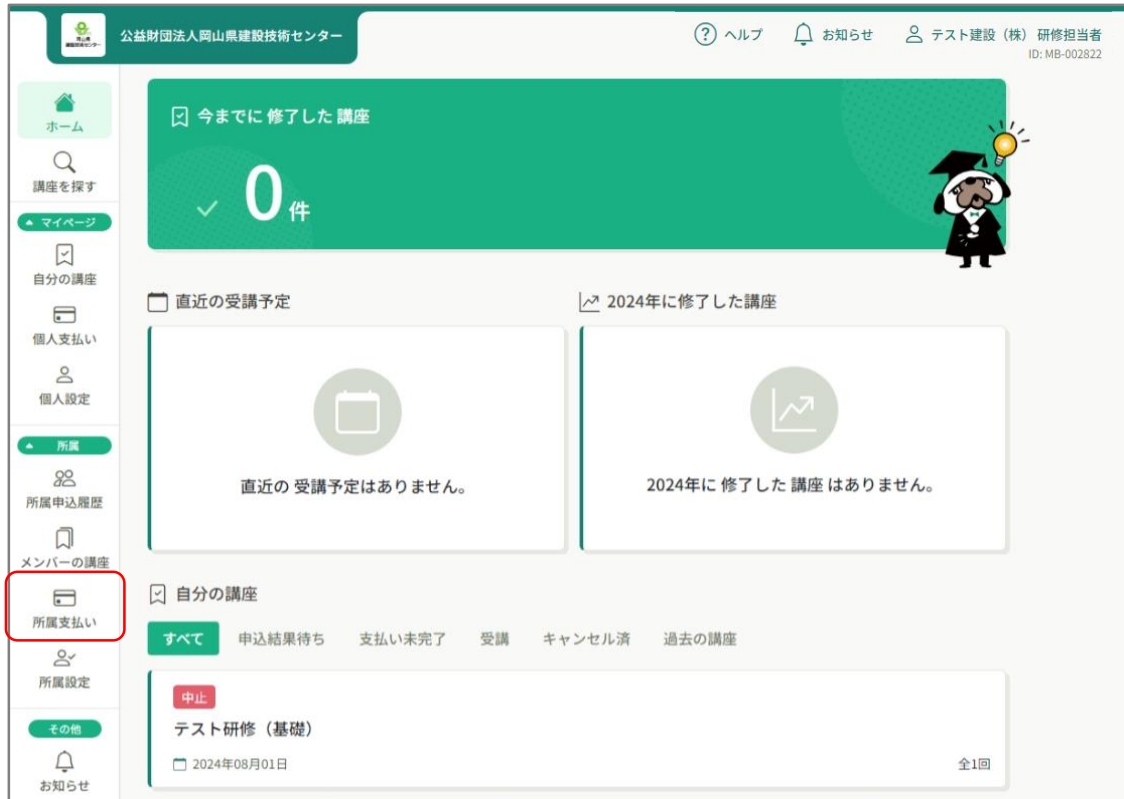 岡山県
建設技術センター
公益財団法人岡山県建設技術センター
? ヘルプ
お知らせ
テスト建設（株） 研修担当者
ID: MB-002822
ホーム
講座を探す
マイページ
自分の講座
個人支払い
個人設定
所属
所属申込履歴
メンバーの講座
所属支払い
所属設定
その他
お知らせ
今までに 修了した 講座
0 件
直近の受講予定
直近の 受講予定はありません。
2024年に修了した講座
2024年に 修了した 講座 はありません。
自分の講座
すべて 申込結果待ち 支払い未完了 受講 キャンセル済 過去の講座
中止
テスト研修（基礎）
2024年08月01日 全1回